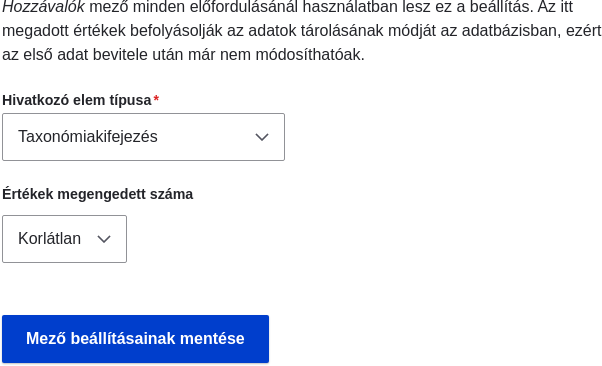 Hozzávalók mező minden előfordulásánál használatban lesz ez a beállítás. Az itt
megadott értékek befolyásolják az adatok tárolásának módját az adatbázisban, ezért
az első adat bevitele után már nem módosíthatóak.
Hivatkozó elem típusa*
Taxonómiakifejezés
Értékek megengedett száma
Korlátlan
Mező beállításainak mentése